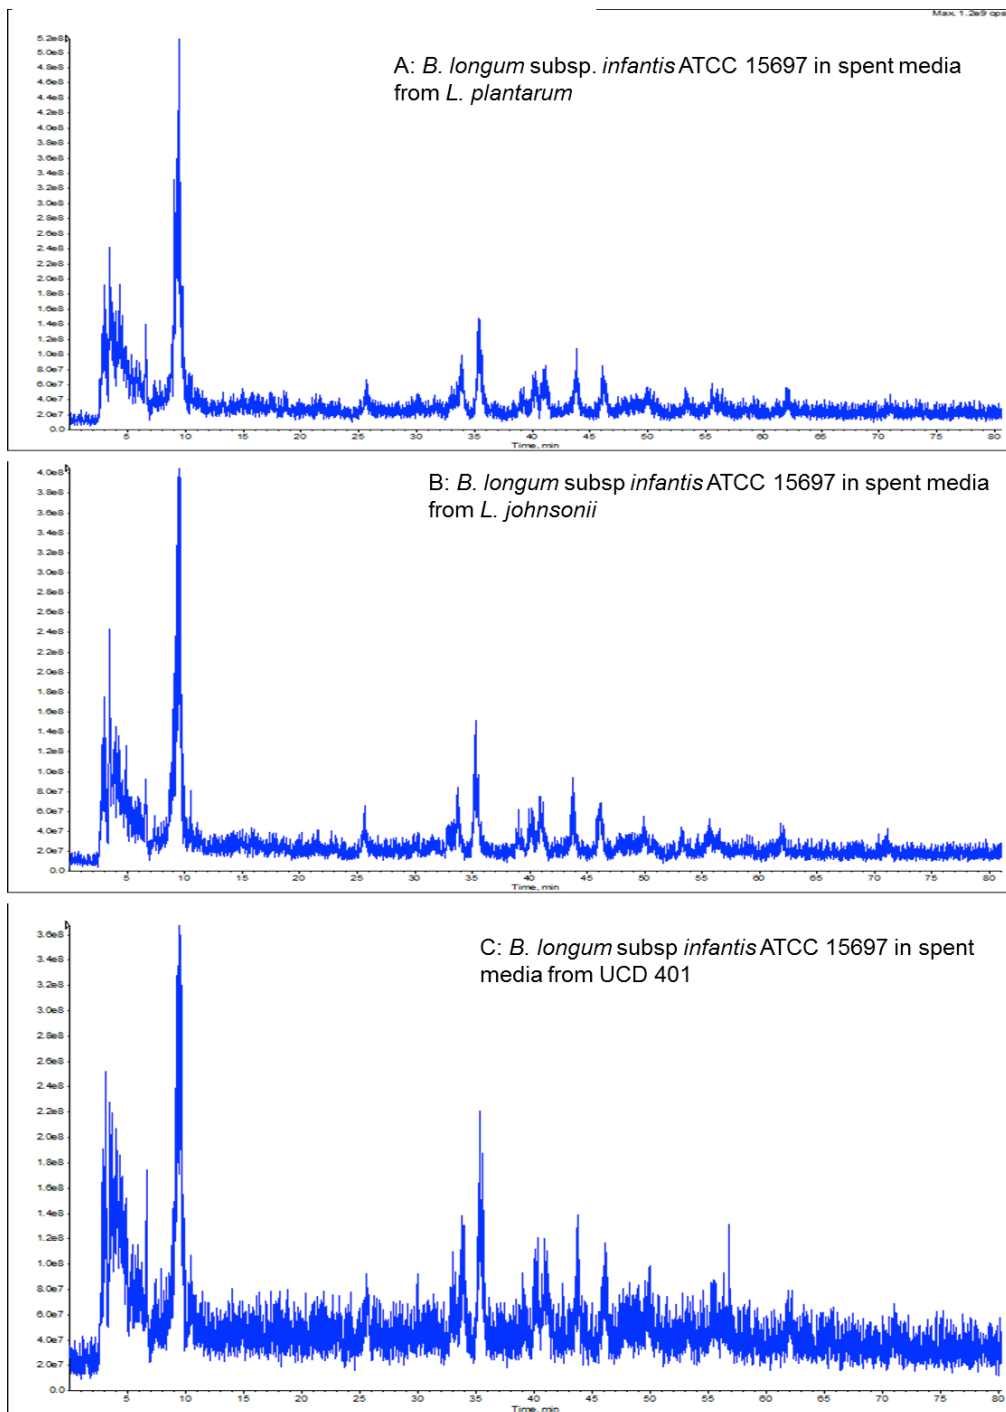 Max. 1.2e9 cps
A: B. longum subsp. infantis ATCC 15697 in spent media
from L. plantarum
5.2e8
5.0e8
4.8e8
4.6e8
4.4e8
4.2e8
4.0e8
3.8e8
3.6e8
3.4e8
3.2e8
3.0e8
2.8e8
2.6e8
2.4e8
2.2e8
2.0e8
1.8e8
1.6e8
1.4e8
1.2e8
1.0e8
8.0e7
6.0e7
4.0e7
2.0e7
0.0
5 10 15 20 25 30 35 40 45 50 55 60 65 70 75 80
Time, min
B: B. longum subsp infantis ATCC 15697 in spent media
from L. johnsonii
4.0e8
3.8e8
3.6e8
3.4e8
3.2e8
3.0e8
2.8e8
2.6e8
2.4e8
2.2e8
2.0e8
1.8e8
1.6e8
1.4e8
1.2e8
1.0e8
8.0e7
6.0e7
4.0e7
2.0e7
0.0
5 10 15 20 25 30 35 40 45 50 55 60 65 70 75 80
Time, min
C: B. longum subsp infantis ATCC 15697 in spent
media from UCD 401
3.6e8
3.4e8
3.2e8
3.0e8
2.8e8
2.6e8
2.4e8
2.2e8
2.0e8
1.8e8
1.6e8
1.4e8
1.2e8
1.0e8
8.0e7
6.0e7
4.0e7
2.0e7
0.0
5 10 15 20 25 30 35 40 45 50 55 60 65 70 75 80
Time, min